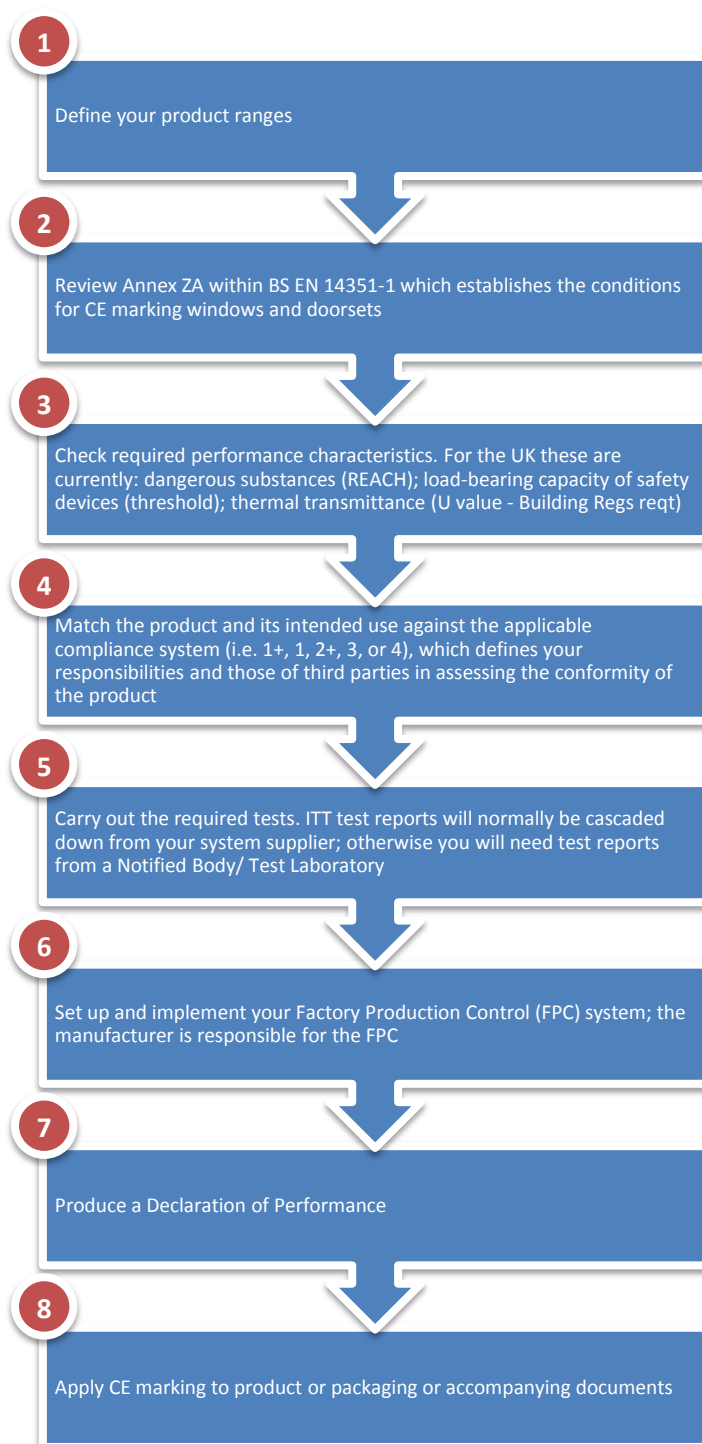 1
Define your product ranges
2
Review Annex ZA within BS EN 14351-1 which establishes the conditions
for CE marking windows and doorsets
3
Check required performance characteristics. For the UK these are
currently: dangerous substances (REACH); load-bearing capacity of safety
devices (threshold); thermal transmittance (U value - Building Regs reqt)
4
Match the product and its intended use against the applicable
compliance system (i.e. 1+, 1, 2+, 3, or 4), which defines your
responsibilities and those of third parties in assessing the conformity of
the product
5
Carry out the required tests. ITT test reports will normally be cascaded
down from your system supplier; otherwise you will need test reports
from a Notified Body/ Test Laboratory
6
Set up and implement your Factory Production Control (FPC) system; the
manufacturer is responsible for the FPC
7
Produce a Declaration of Performance
8
Apply CE marking to product or packaging or accompanying documents